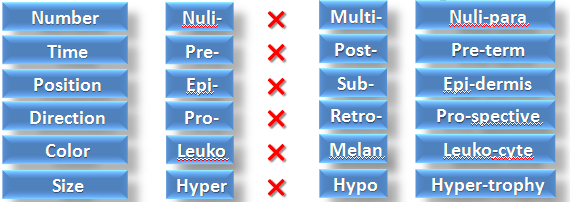 Number Nuli- Multi- Nuli-para
Time Pre- Post- Pre-term
Position Epi- Sub- Epi-dermis
Direction Pro- Retro- Pro-spective
Color Leuko Melan Leuko-cyte
Size Hyper Hypo Hyper-trophy